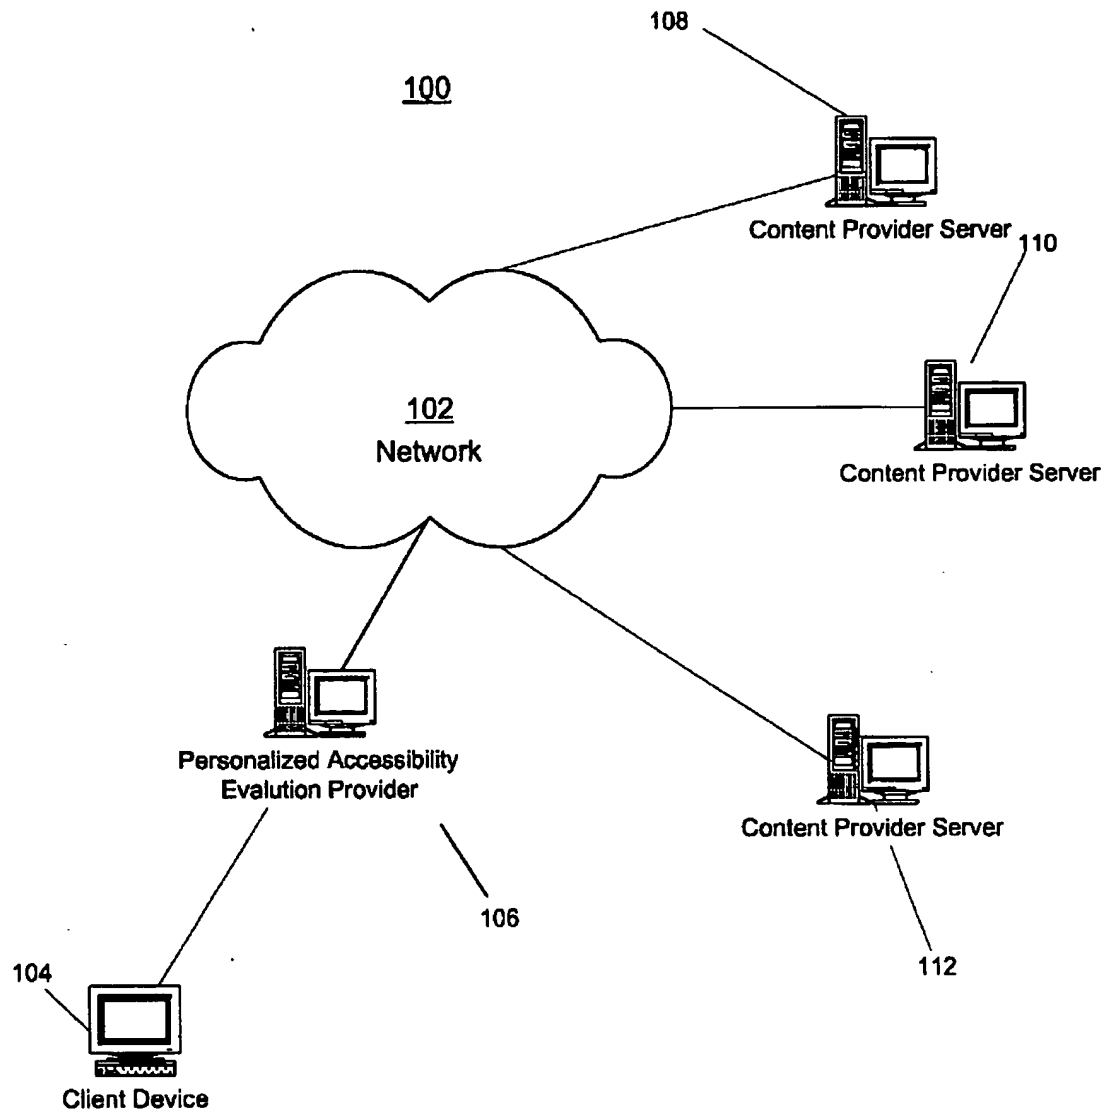 108
100
Content Provider Server
110
102
Network
Content Provider Server
Personalized Accessibility
Evalution Provider
Content Provider Server
106
112
104
Client Device